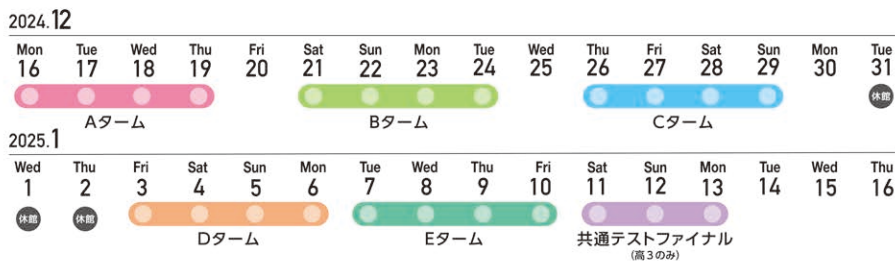 2024.12
Mon Tue Wed Thu Fri Sat Sun Mon Tue Wed Thu Fri Sat Sun Mon Tue
16 17 18 19 20 21 22 23 24 25 26 27 28 29 30 31
休館
Aターム Bターム Cターム
2025.1
Wed Thu Fri Sat Sun Mon Tue Wed Thu Fri Sat Sun Mon Tue Wed Thu
1 2 3 4 5 6 7 8 9 10 11 12 13 14 15 16
休館 休館
Dターム Eターム 共通テストファイナル
(高3のみ)